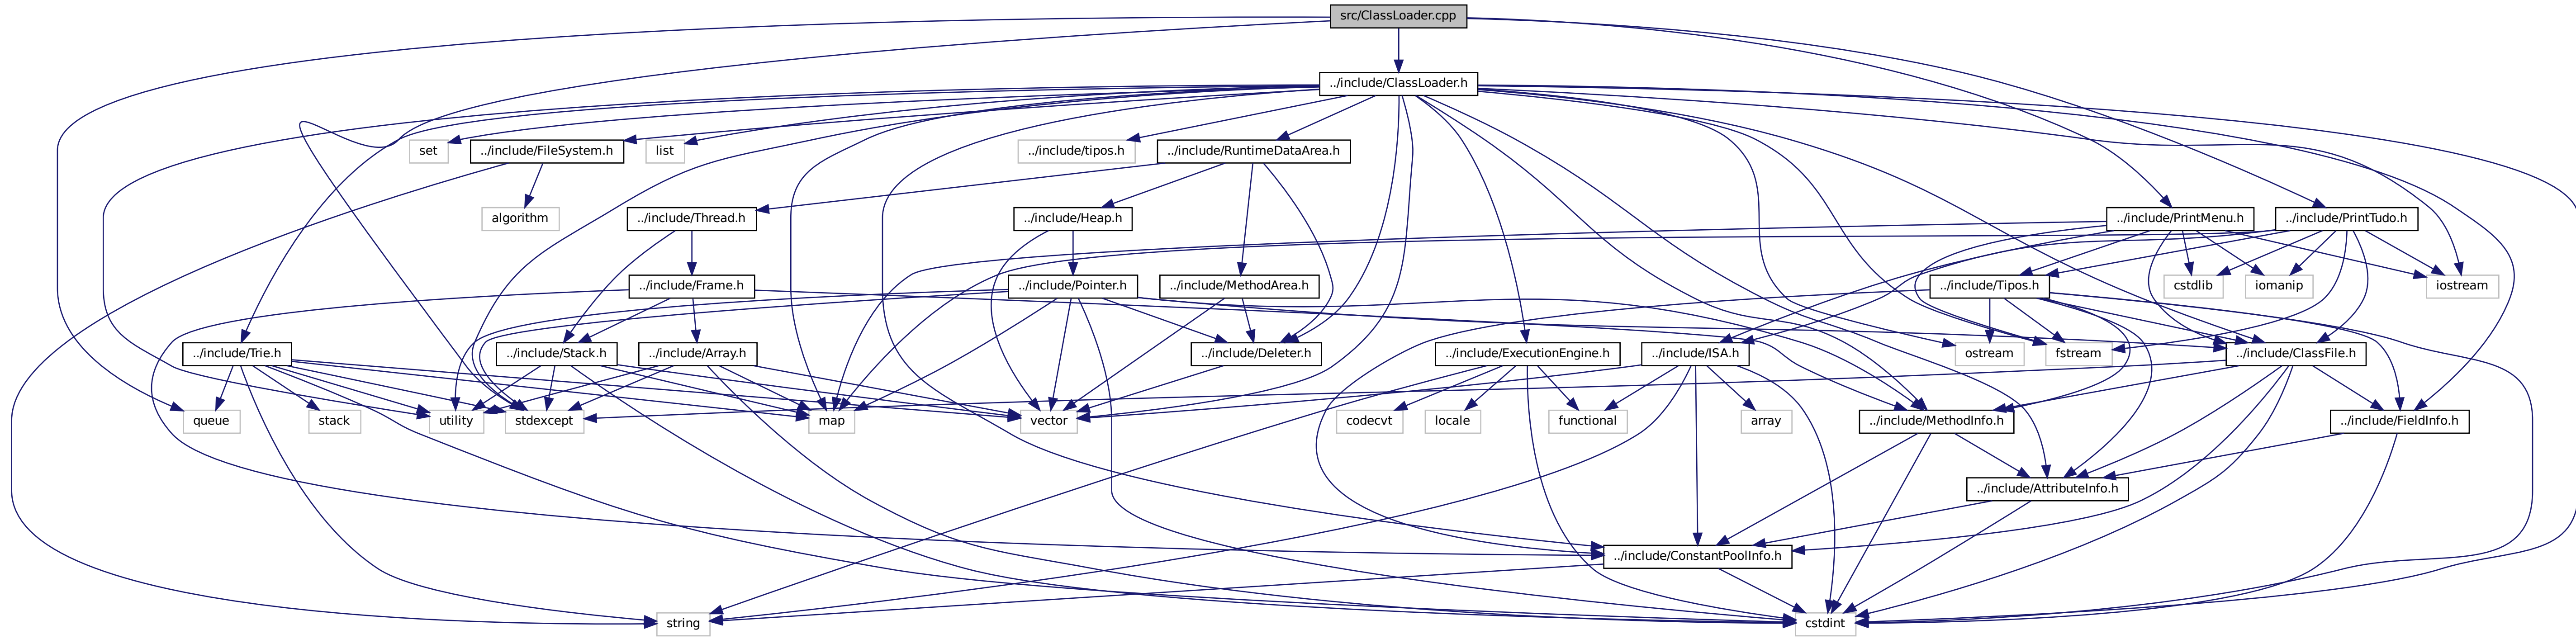 src/ClassLoader.cpp
../include/ClassLoader.h
set
../include/FileSystem.h
list
../include/tipos.h
../include/RuntimeDataArea.h
algorithm
../include/Thread.h
../include/Heap.h
../include/PrintMenu.h
../include/PrintTudo.h
../include/Frame.h
../include/Pointer.h
../include/MethodArea.h
../include/Tipos.h
cstdlib
iomanip
iostream
../include/Trie.h
../include/Stack.h
../include/Array.h
../include/Deleter.h
../include/ExecutionEngine.h
../include/ISA.h
ostream
fstream
../include/ClassFile.h
queue
stack
utility
stdexcept
map
vector
codecvt
locale
functional
array
../include/MethodInfo.h
../include/FieldInfo.h
../include/AttributeInfo.h
../include/ConstantPoolInfo.h
string
cstdint